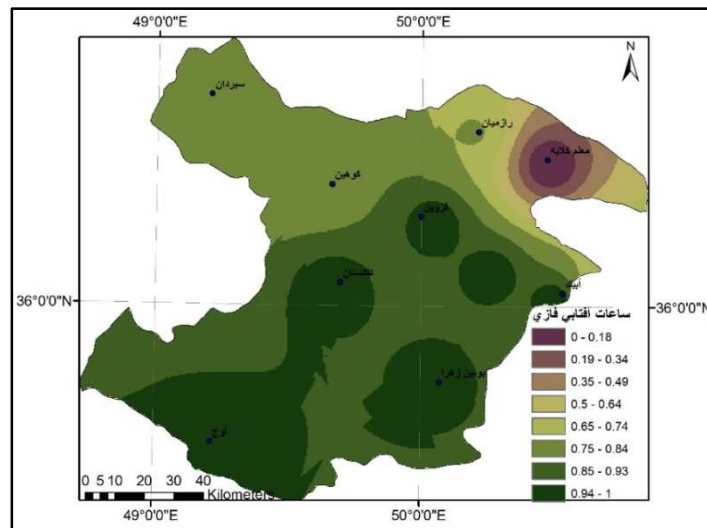 49°0'0"E 50°0'0"E
N
سیردان
رازمیان
معلم کلایه
کوهین
قزوین
تاکستان
آبیک
36°0'0"N 36°0'0"N
ساعات آفتابي فازي
0 - 0.18
0.19 - 0.34
0.35 - 0.49
0.5 - 0.64
0.65 - 0.74
0.75 - 0.84
0.85 - 0.93
0.94 - 1
بوئین زهرا
آوج
0 5 10 20 30 40
Kilometers
49°0'0"E 50°0'0"E